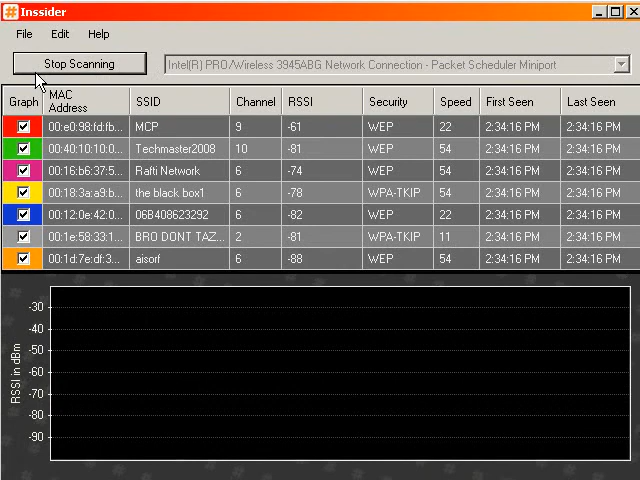 Inssider
File Edit Help
Stop Scanning Intel(R) PRO/Wireless 3945ABG Network Connection - Packet Scheduler Miniport
Graph MAC Address SSID Channel RSSI Security Speed First Seen Last Seen
00:e0:98:fd:fb... MCP 9 -61 WEP 22 2:34:16 PM 2:34:16 PM
00:40:10:10:0... Techmaster2008 10 -81 WEP 54 2:34:16 PM 2:34:16 PM
00:16:b6:37:5... Rafti Network 6 -74 WEP 54 2:34:16 PM 2:34:16 PM
00:18:3a:a9:b... the black box1 6 -78 WPA-TKIP 54 2:34:16 PM 2:34:16 PM
00:12:0e:42:0... 06B408623292 6 -82 WEP 22 2:34:16 PM 2:34:16 PM
00:1e:58:33:1... BRO DONT TAZ... 2 -81 WPA-TKIP 11 2:34:16 PM 2:34:16 PM
00:1d:7e:df:3... aisorf 6 -88 WEP 54 2:34:16 PM 2:34:16 PM
RSSI in dBm
-30
-40
-50
-60
-70
-80
-90